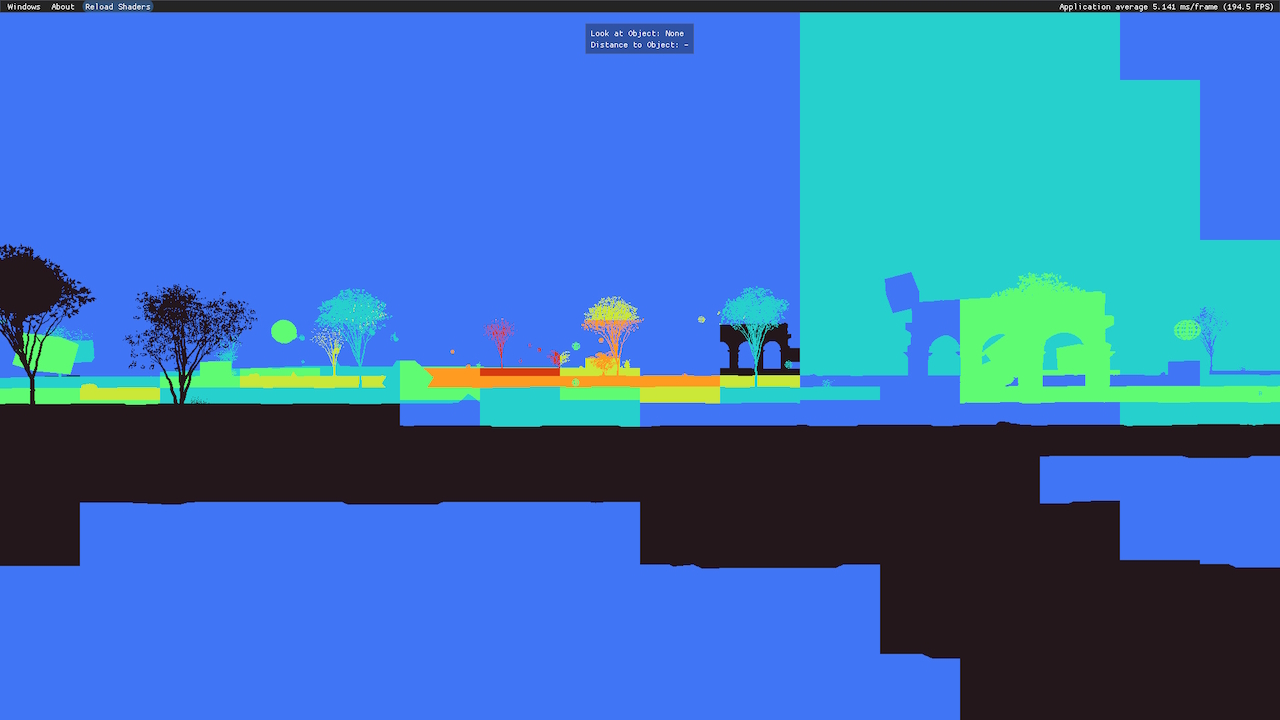 Windows About Reload Shaders
Application average 5.141 ms/frame (194.5 FPS)
Look at Object: None
Distance to Object: -